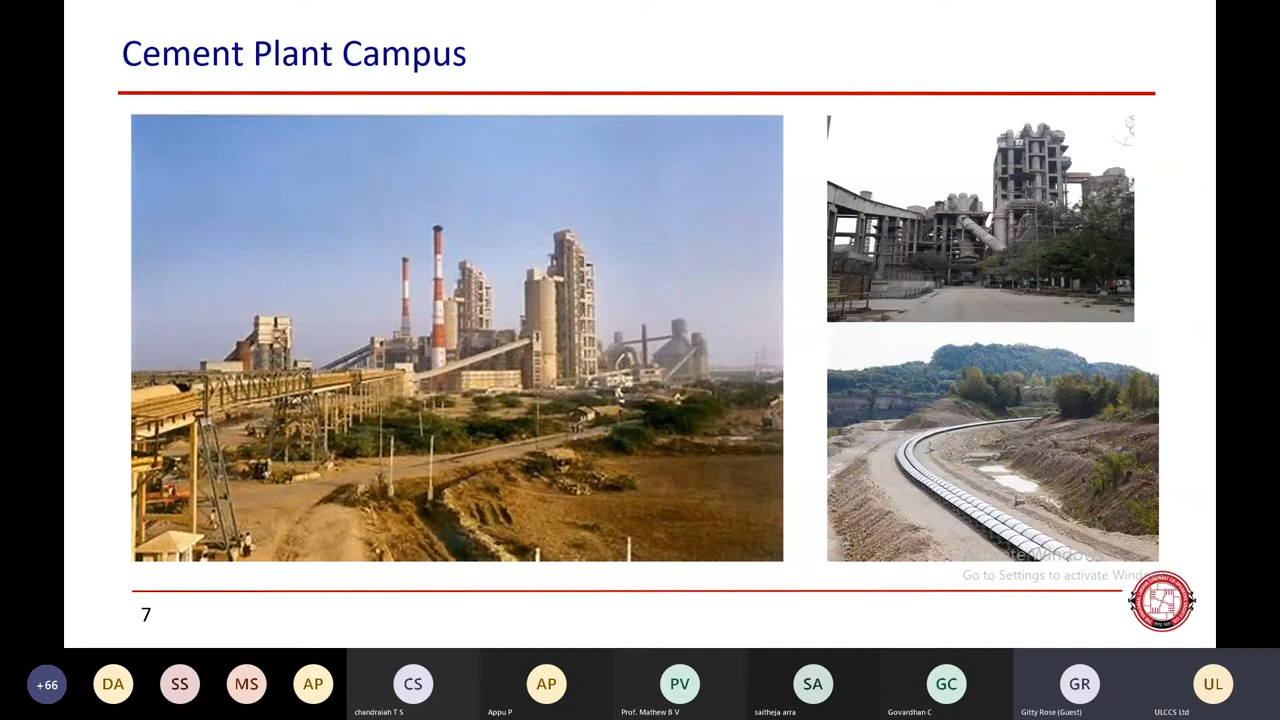 Cement Plant Campus
Go to Settings to activate
7
+66
DA
SS
MS
AP
CS
AP
PV
SA
GC
GR
UL
chandraiah T S
Appu P
Prof. Mathew B V
saitheja arra
Govardhan C
Gitty Rose (Guest)
ULCCS Ltd